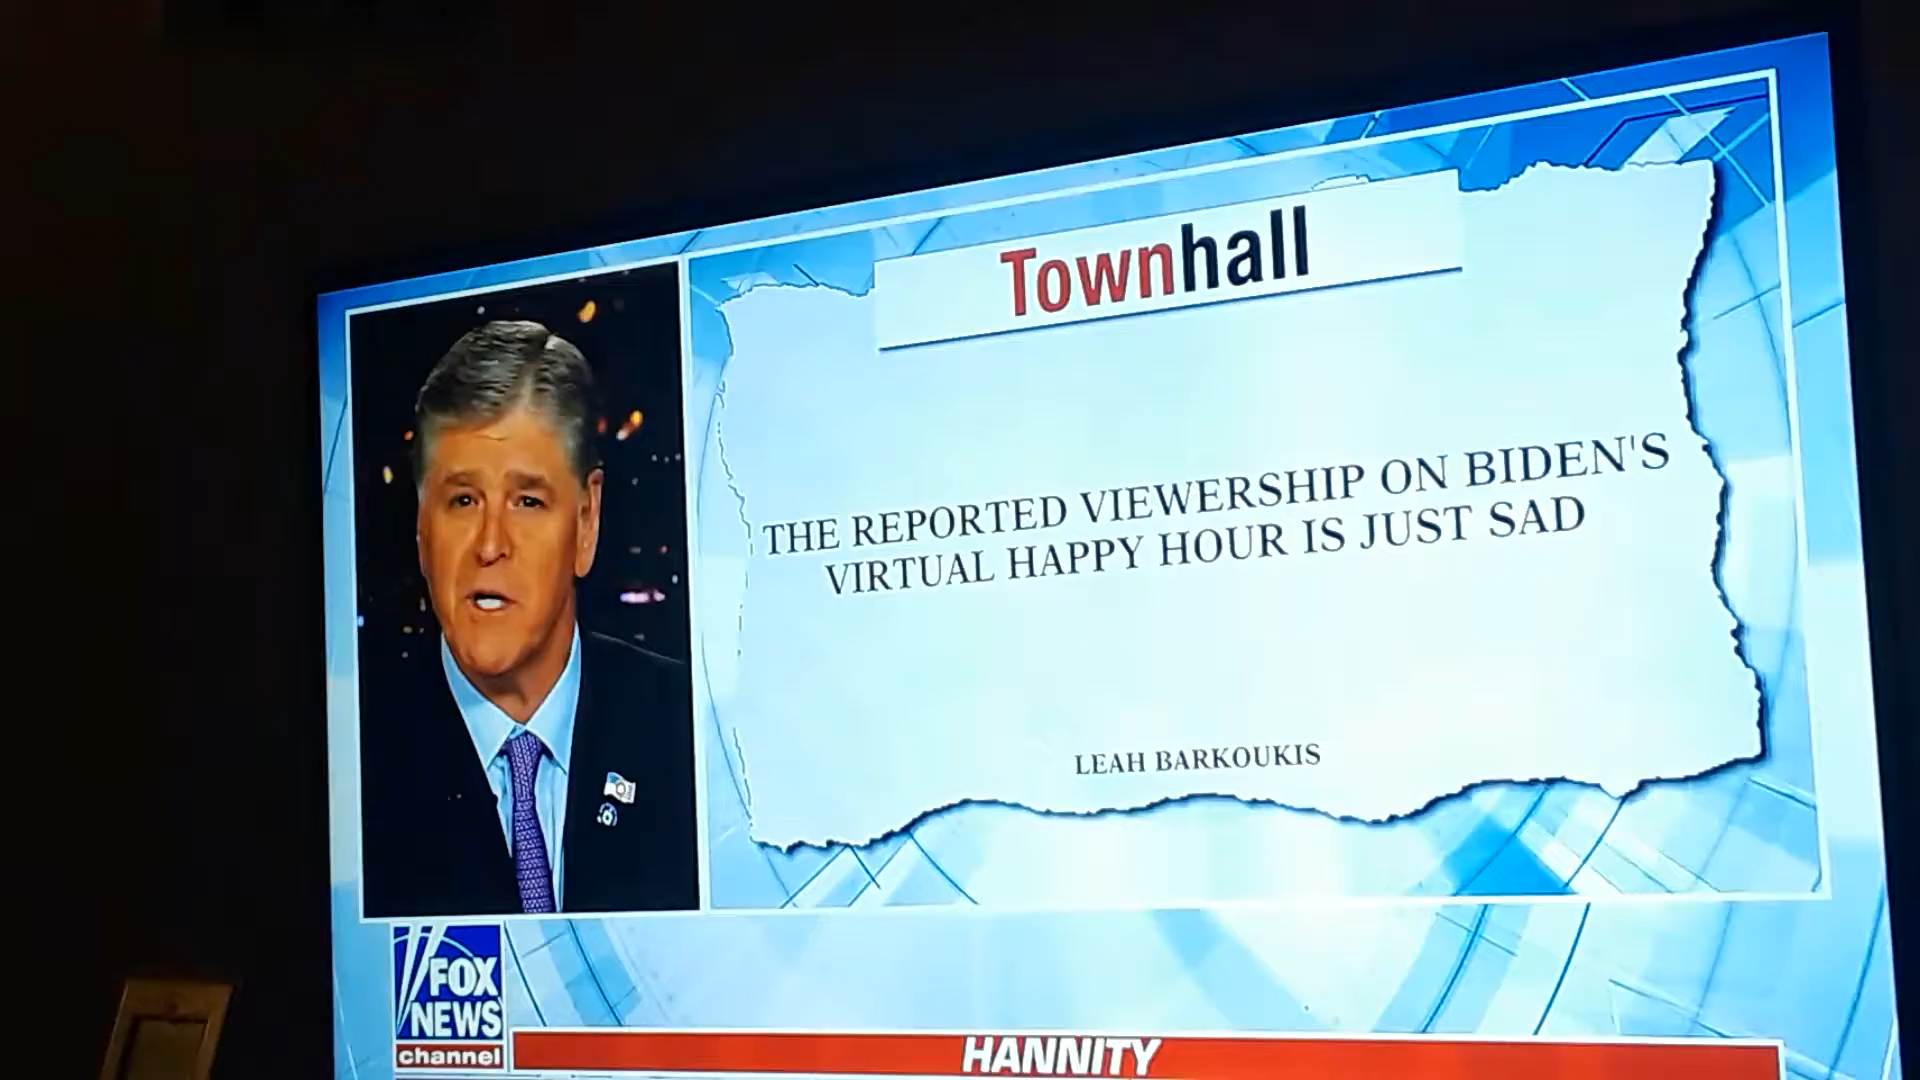 Townhall
THE REPORTED VIEWERSHIP ON BIDEN'S
VIRTUAL HAPPY HOUR IS JUST SAD
LEAH BARKOUKIS
FOX
NEWS
channel
HANNITY